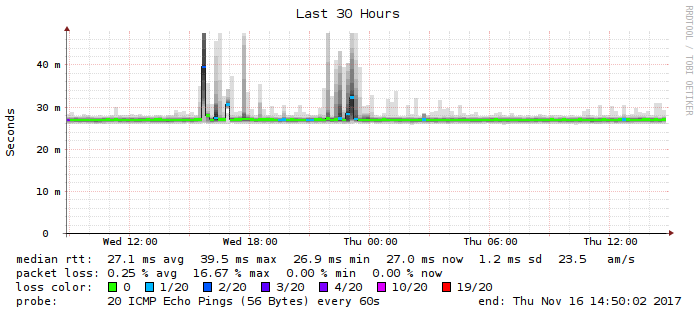 Last 30 Hours
RRDTOOL / TOBI OETIKER
Seconds
40 m
30 m
20 m
10 m
0
Wed 12:00 Wed 18:00 Thu 00:00 Thu 06:00 Thu 12:00
median rtt: 27.1 ms avg 39.5 ms max 26.9 ms min 27.0 ms now 1.2 ms sd 23.5 am/s
packet loss: 0.25 % avg 16.67 % max 0.00 % min 0.00 % now
loss color: 0 1/20 2/20 3/20 4/20 10/20 19/20
probe: 20 ICMP Echo Pings (56 Bytes) every 60s end: Thu Nov 16 14:50:02 2017